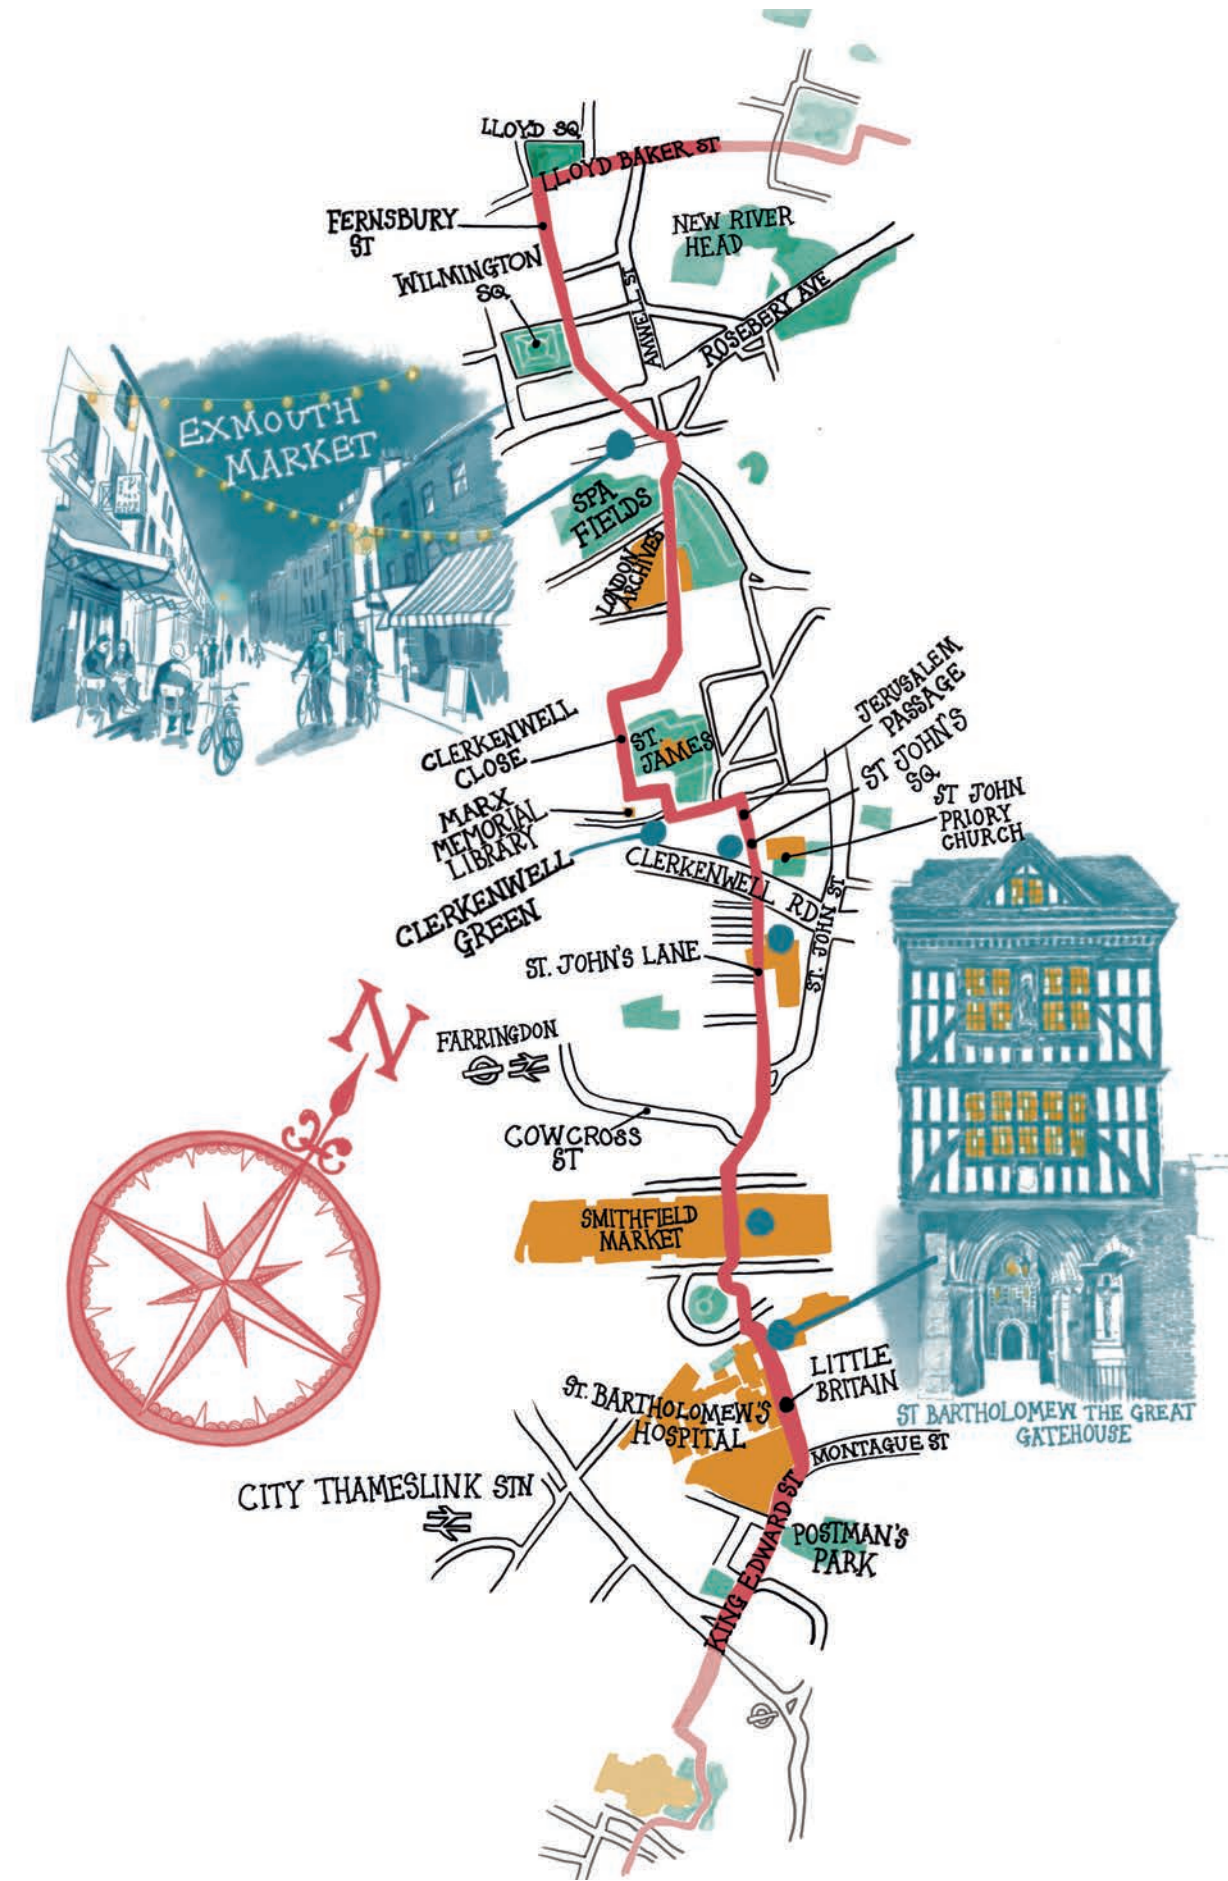 LLOYD SQ
LLOYD BAKER ST
FERNSBURY
ST
NEW RIVER
HEAD
WILMINGTON
SQ
AMWELL ST
ROSEBERY AVE
EXMOUTH
MARKET
SPA
FIELDS
LONDON
ARCHIVES
JERUSALEM
PASSAGE
CLERKENWELL
CLOSE
ST.
JAMES
ST JOHN'S
SQ
MARX
MEMORIAL
LIBRARY
ST JOHN
PRIORY
CHURCH
CLERKENWELL
GREEN
CLERKENWELL RD
ST. JOHN ST
ST. JOHN'S LANE
N
FARRINGDON
COWCROSS
ST
SMITHFIELD
MARKET
LITTLE
BRITAIN
ST. BARTHOLOMEW'S
HOSPITAL
ST BARTHOLOMEW THE GREAT
GATEHOUSE
MONTAGUE ST
CITY THAMESLINK STN
KING EDWARD ST
POSTMAN'S
PARK